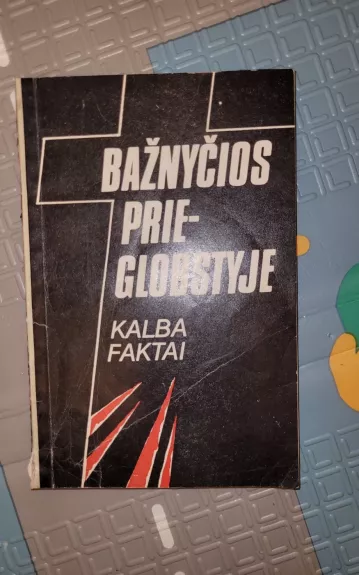 BAŽNYČIOS
PRIE-
GLOBSTYJE
KALBA
FAKTAI